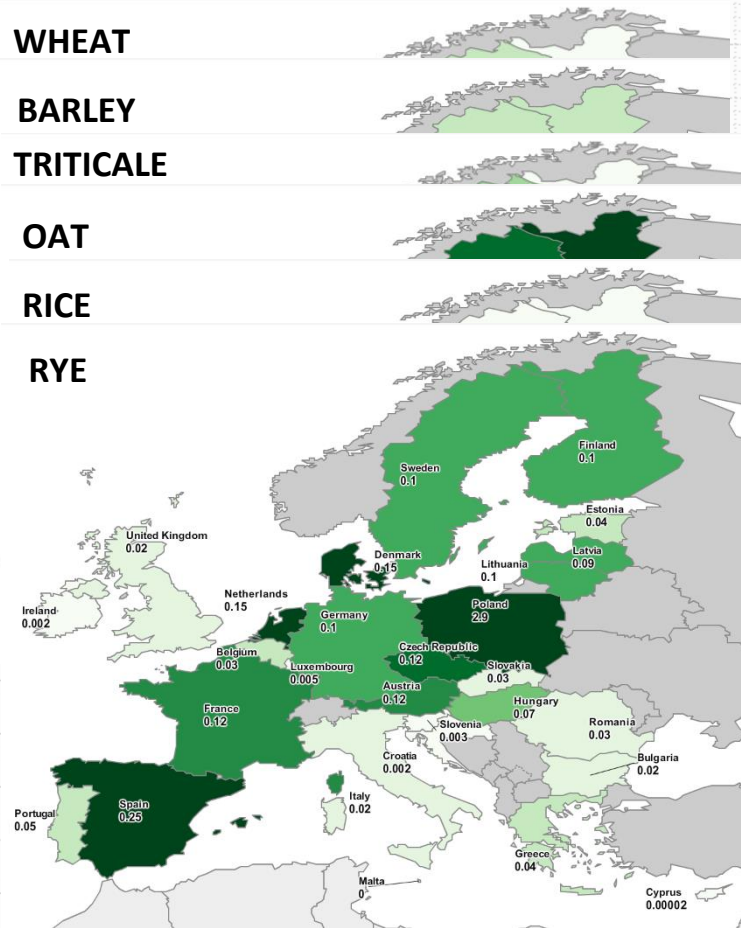 WHEAT
BARLEY
TRITICALE
OAT
RICE
RYE
Finland
0.1
Sweden
0.1
Estonia
0.04
United Kingdom
0.02
Latvia
0.09
Denmark
0.15
Lithuania
0.1
Netherlands
0.15
Ireland
0.002
Poland
2.9
Germany
0.1
Belgium
0.03
Czech Republic
0.12
Luxembourg
0.005
Slovakia
0.03
Austria
0.12
France
0.12
Hungary
0.07
Slovenia
0.003
Romania
0.03
Croatia
0.002
Bulgaria
0.02
Italy
0.02
Spain
0.25
Portugal
0.05
Greece
0.04
Malta
0
Cyprus
0.00002